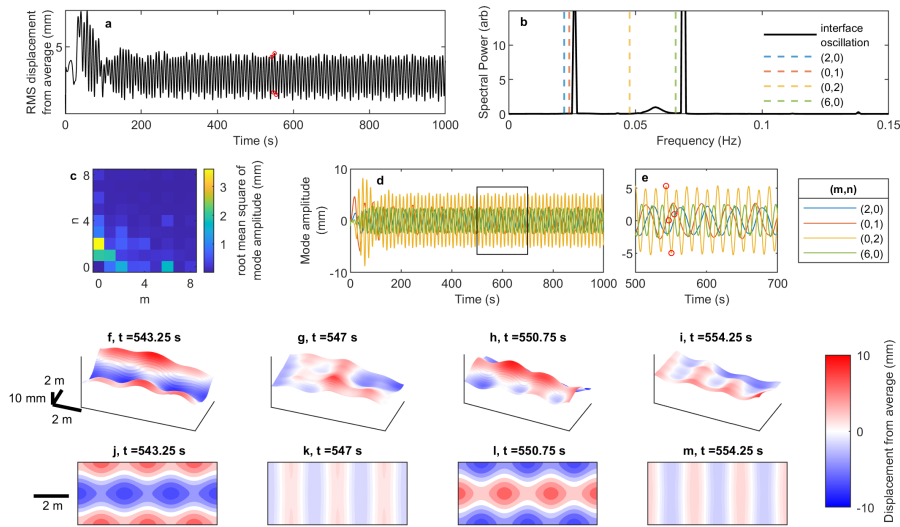 a
RMS displacement
from average (mm)
5
0
200
400
600
800
1000
Time (s)
b
Spectral Power (arb)
15
10
5
0
0
0.05
0.1
0.15
Frequency (Hz)
interface
oscillation
(2,0)
(0,1)
(0,2)
(6,0)
c
n
8
4
0
0
2
4
6
8
m
3
2
1
root mean square of
mode amplitude (mm)
d
Mode amplitude
(mm)
10
0
-10
0
200
400
600
800
1000
Time (s)
e
5
0
-5
500
600
700
Time (s)
(m,n)
(2,0)
(0,1)
(0,2)
(6,0)
f, t =543.25 s
g, t =547 s
h, t =550.75 s
i, t =554.25 s
2 m
10 mm
2 m
j, t =543.25 s
k, t =547 s
l, t =550.75 s
m, t =554.25 s
2 m
10
0
-10
Displacement from average (mm)